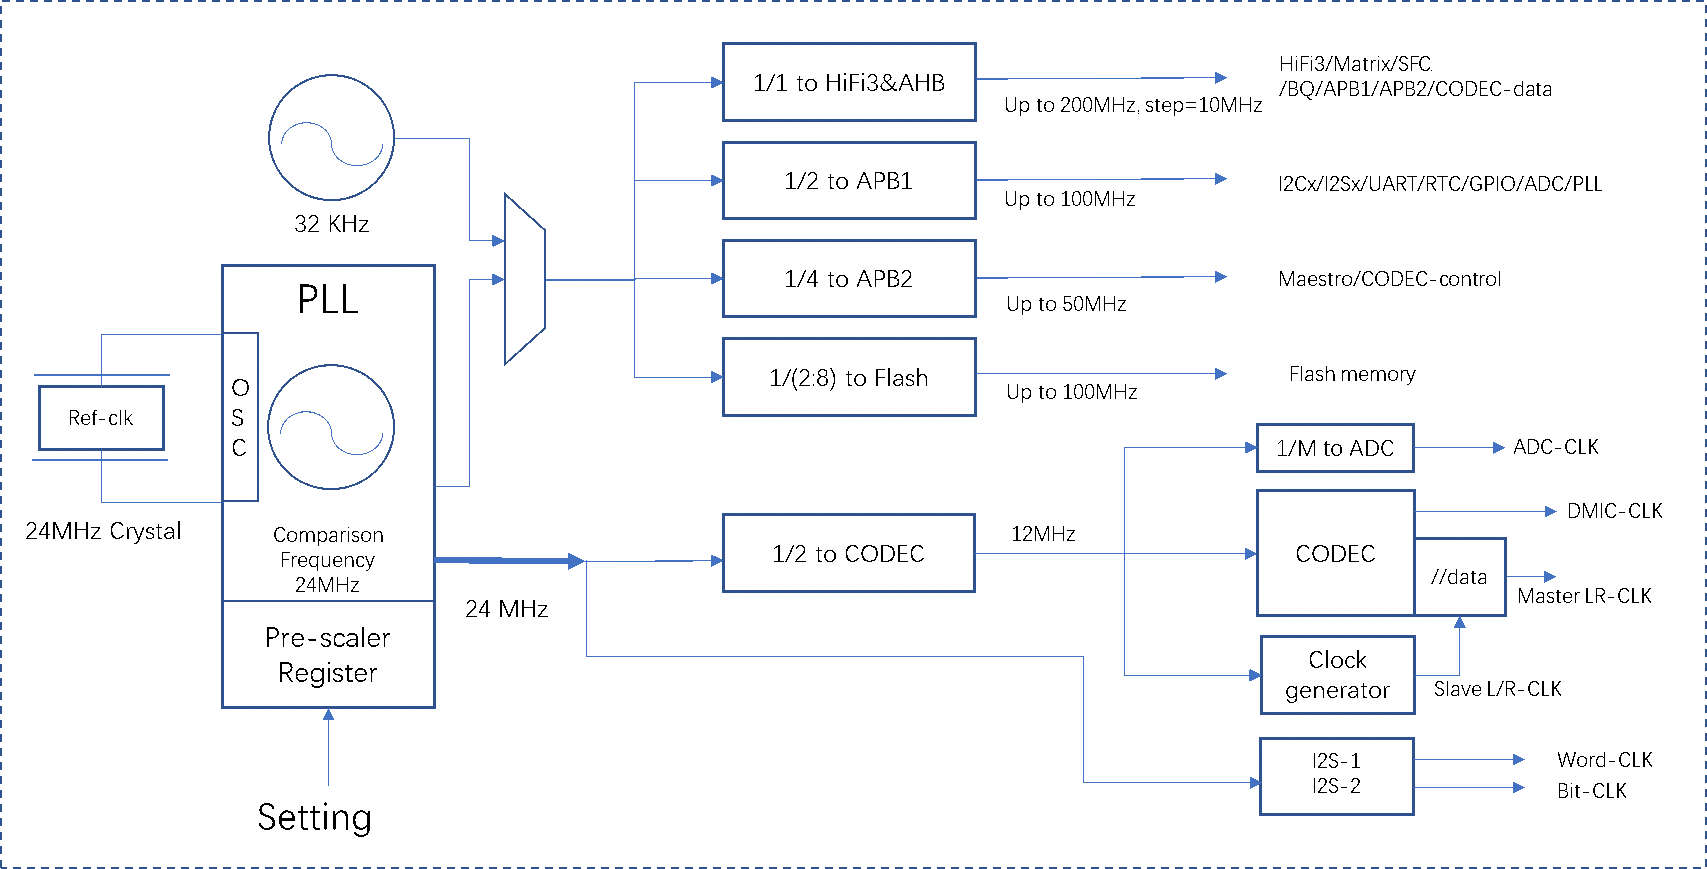 32 KHz
PLL
O
S
C
Ref-clk
24MHz Crystal
Comparison
Frequency
24MHz
Pre-scaler
Register
Setting
24 MHz
1/1 to HiFi3&AHB
Up to 200MHz, step=10MHz
HiFi3/Matrix/SFC
/BQ/APB1/APB2/CODEC-data
1/2 to APB1
Up to 100MHz
I2Cx/I2Sx/UART/RTC/GPIO/ADC/PLL
1/4 to APB2
Up to 50MHz
Maestro/CODEC-control
1/(2:8) to Flash
Up to 100MHz
Flash memory
1/2 to CODEC
12MHz
1/M to ADC
ADC-CLK
CODEC
DMIC-CLK
//data
Master LR-CLK
Clock
generator
Slave L/R-CLK
I2S-1
I2S-2
Word-CLK
Bit-CLK